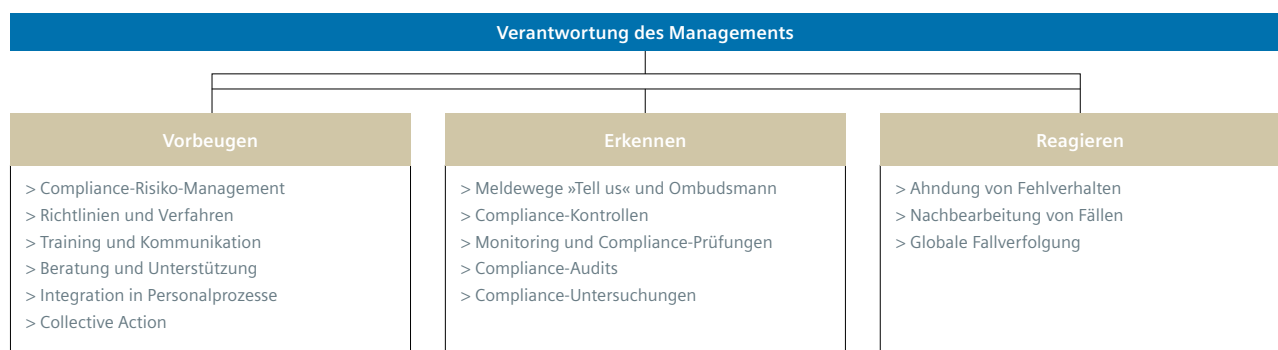 Verantwortung des Managements
Vorbeugen
> Compliance-Risiko-Management
> Richtlinien und Verfahren
> Training und Kommunikation
> Beratung und Unterstützung
> Integration in Personalprozesse
> Collective Action
Erkennen
> Meldewege »Tell us« und Ombudsmann
> Compliance-Kontrollen
> Monitoring und Compliance-Prüfungen
> Compliance-Audits
> Compliance-Untersuchungen
Reagieren
> Ahndung von Fehlverhalten
> Nachbearbeitung von Fällen
> Globale Fallverfolgung